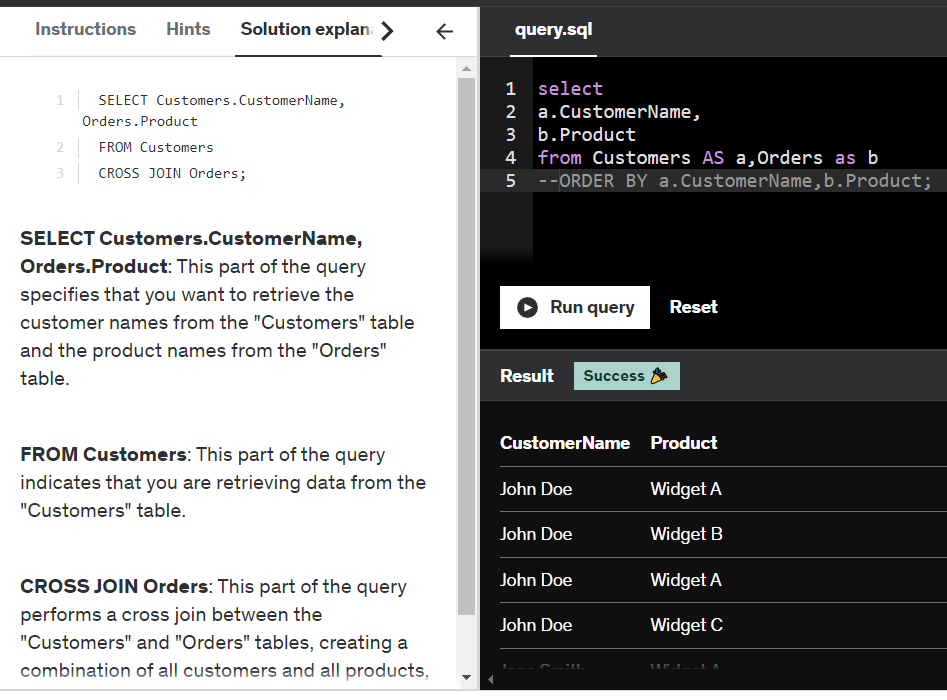 Instructions Hints Solution explan
1 SELECT Customers.CustomerName,
Orders.Product
2 FROM Customers
3 CROSS JOIN Orders;
SELECT Customers.CustomerName,
Orders.Product: This part of the query
specifies that you want to retrieve the
customer names from the "Customers" table
and the product names from the "Orders"
table.
FROM Customers: This part of the query
indicates that you are retrieving data from the
"Customers" table.
CROSS JOIN Orders: This part of the query
performs a cross join between the
"Customers" and "Orders" tables, creating a
combination of all customers and all products,
query.sql
1 select
2 a.CustomerName,
3 b.Product
4 from Customers AS a,Orders as b
5 --ORDER BY a.CustomerName,b.Product;
Run query Reset
Result Success
CustomerName Product
John Doe Widget A
John Doe Widget B
John Doe Widget A
John Doe Widget C
Jane Smith Widget A